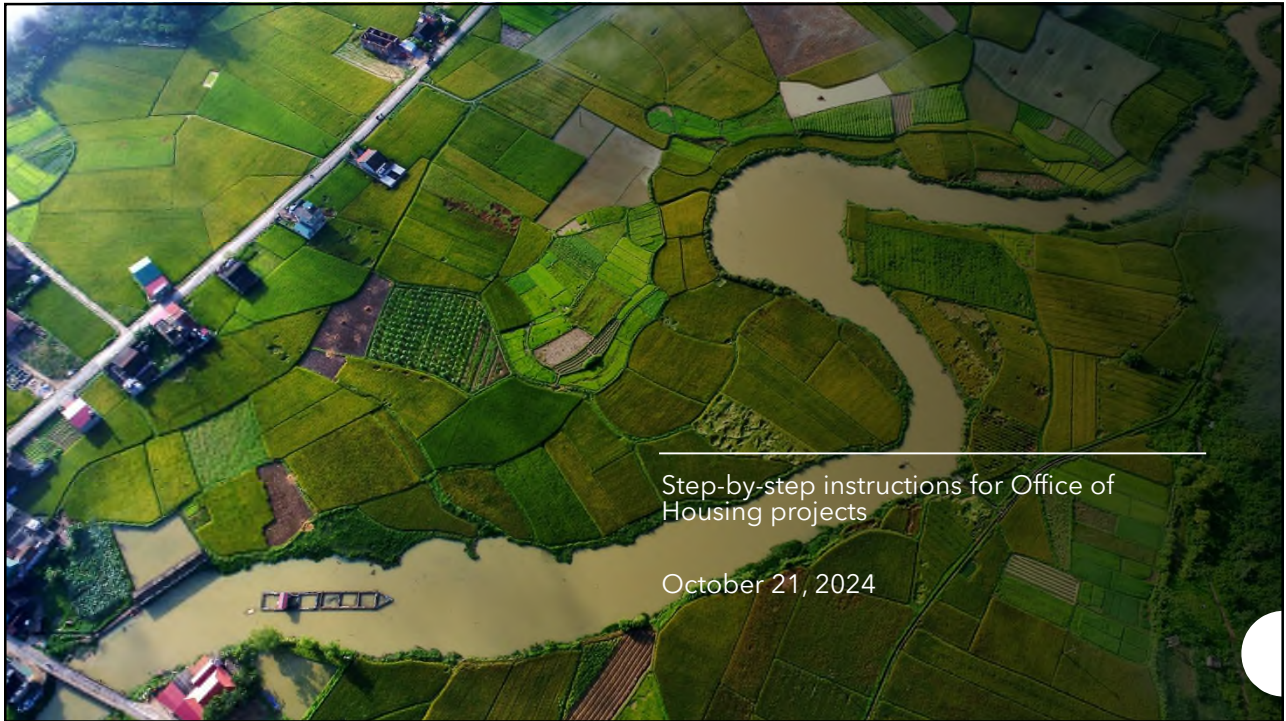 Step-by-step instructions for Office of
Housing projects
October 21, 2024